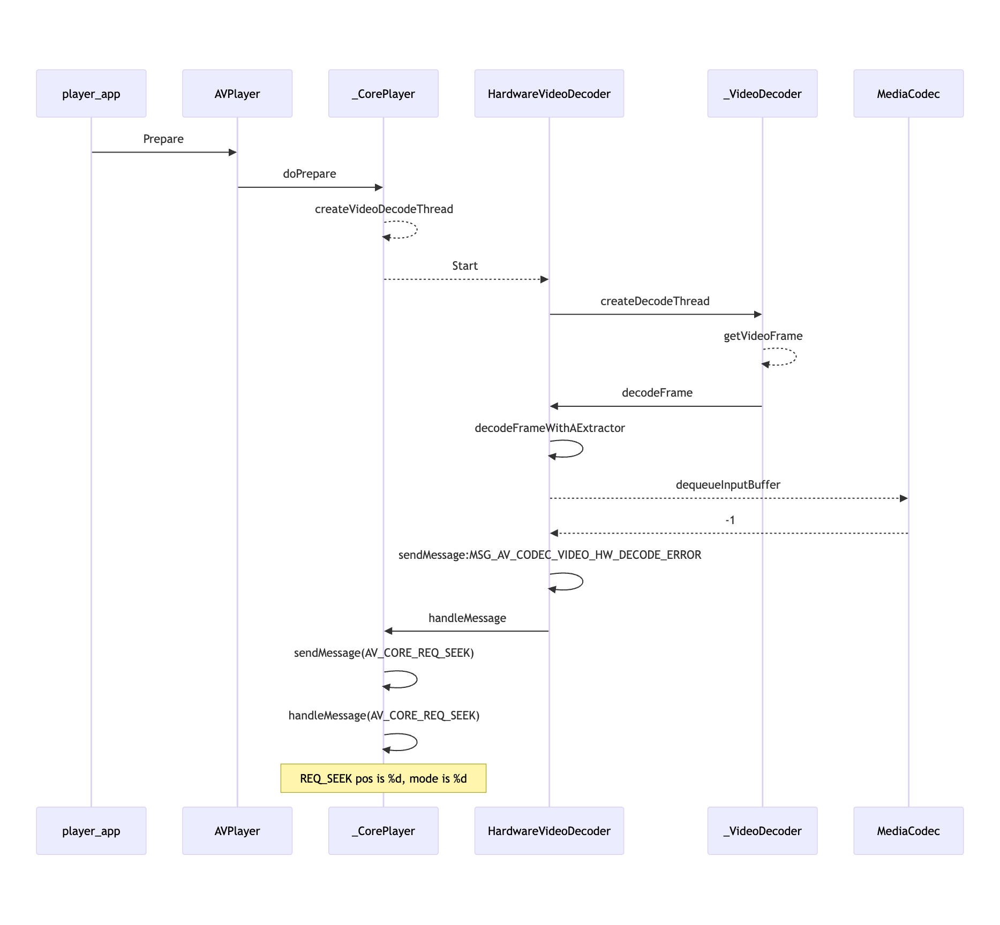 player_app
AVPlayer
_CorePlayer
HardwareVideoDecoder
_VideoDecoder
MediaCodec
Prepare
doPrepare
createVideoDecodeThread
Start
createDecodeThread
getVideoFrame
decodeFrame
decodeFrameWithAExtractor
dequeueInputBuffer
-1
sendMessage:MSG_AV_CODEC_VIDEO_HW_DECODE_ERROR
handleMessage
sendMessage(AV_CORE_REQ_SEEK)
handleMessage(AV_CORE_REQ_SEEK)
REQ_SEEK pos is %d, mode is %d
player_app
AVPlayer
_CorePlayer
HardwareVideoDecoder
_VideoDecoder
MediaCodec